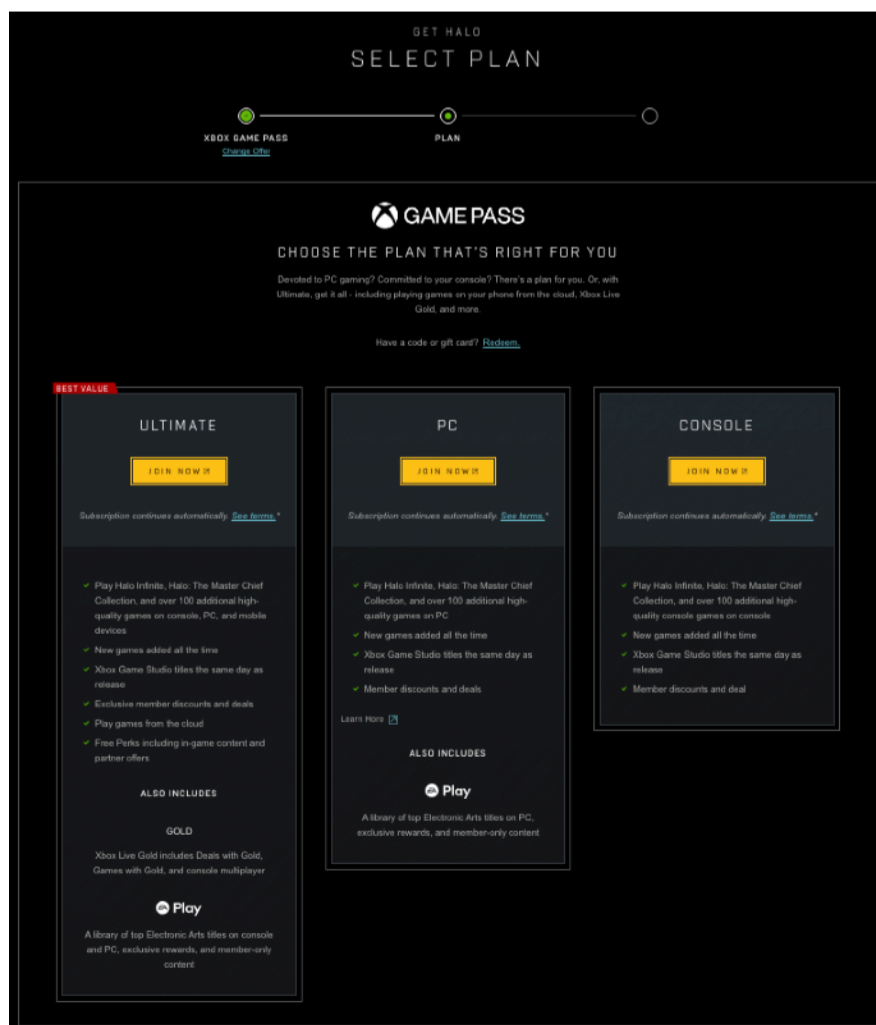 GET HALO
SELECT PLAN
XBOX GAME PASS
Change Offer
PLAN
GAME PASS
CHOOSE THE PLAN THAT'S RIGHT FOR YOU
Devoted to PC gaming? Committed to your console? There's a plan for you. Or, with
Ultimate, get it all - including playing games on your phone from the cloud, Xbox Live
Gold, and more.
Have a code or gift card? Redeem.
BEST VALUE
ULTIMATE
JOIN NOW
Subscription continues automatically. See terms.*
Play Halo Infinite, Halo: The Master Chief
Collection, and over 100 additional high-
quality games on console, PC, and mobile
devices
New games added all the time
Xbox Game Studio titles the same day as
release
Exclusive member discounts and deals
Play games from the cloud
Free Perks including in-game content and
partner offers
ALSO INCLUDES
GOLD
Xbox Live Gold includes Deals with Gold,
Games with Gold, and console multiplayer
EA Play
A library of top Electronic Arts titles on console
and PC, exclusive rewards, and member-only
content
PC
JOIN NOW
Subscription continues automatically. See terms.*
Play Halo Infinite, Halo: The Master Chief
Collection, and over 100 additional high-
quality games on PC
New games added all the time
Xbox Game Studio titles the same day as
release
Member discounts and deals
Learn More
ALSO INCLUDES
EA Play
A library of top Electronic Arts titles on PC,
exclusive rewards, and member-only content
CONSOLE
JOIN NOW
Subscription continues automatically. See terms.*
Play Halo Infinite, Halo: The Master Chief
Collection, and over 100 additional high-
quality console games on console
New games added all the time
Xbox Game Studio titles the same day as
release
Member discounts and deal